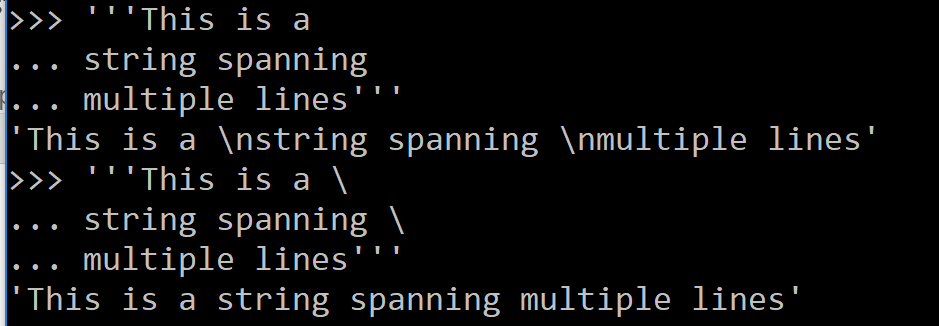 >>> '''This is a
... string spanning
... multiple lines'''
'This is a \nstring spanning \nmultiple lines'
>>> '''This is a \
... string spanning \
... multiple lines'''
'This is a string spanning multiple lines'